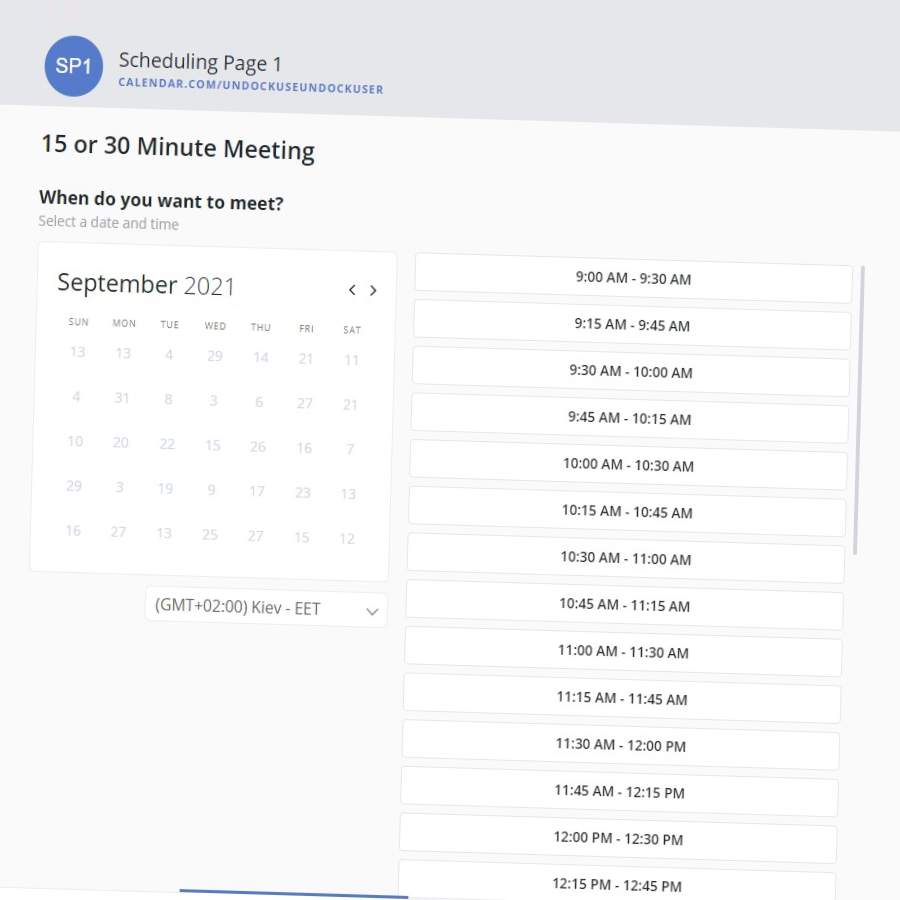 SP1
Scheduling Page 1
CALENDAR.COM/UNDOCKUSEUNDOCKUSER
15 or 30 Minute Meeting
When do you want to meet?
Select a date and time
September 2021
SUN MON TUE WED THU FRI SAT
13 13 4 29 14 21 11
4 31 8 3 6 27 21
10 20 22 15 26 16 7
29 3 19 9 17 23 13
16 27 13 25 27 15 12
(GMT+02:00) Kiev - EET
9:00 AM - 9:30 AM
9:15 AM - 9:45 AM
9:30 AM - 10:00 AM
9:45 AM - 10:15 AM
10:00 AM - 10:30 AM
10:15 AM - 10:45 AM
10:30 AM - 11:00 AM
10:45 AM - 11:15 AM
11:00 AM - 11:30 AM
11:15 AM - 11:45 AM
11:30 AM - 12:00 PM
11:45 AM - 12:15 PM
12:00 PM - 12:30 PM
12:15 PM - 12:45 PM